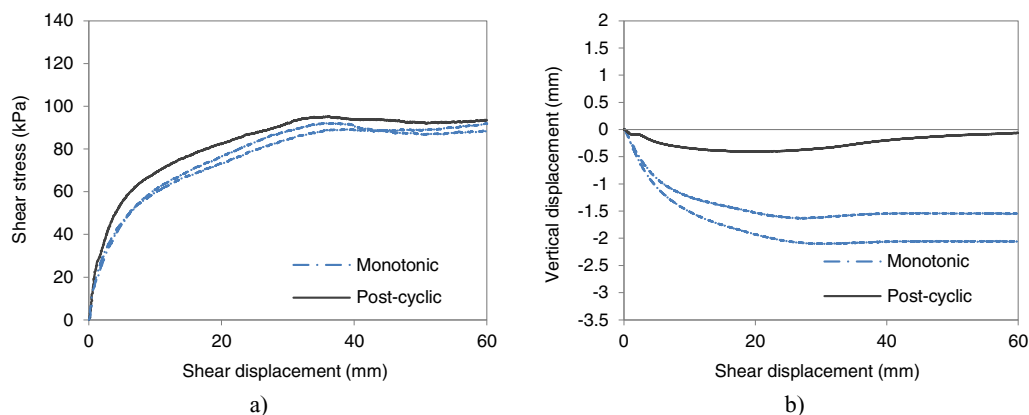 140
120
100
80
60
40
20
0
Shear stress (kPa)
Monotonic
Post-cyclic
0 20 40 60
Shear displacement (mm)
a)
2
1.5
1
0.5
0
-0.5
-1
-1.5
-2
-2.5
-3
-3.5
Vertical displacement (mm)
Monotonic
Post-cyclic
0 20 40 60
Shear displacement (mm)
b)